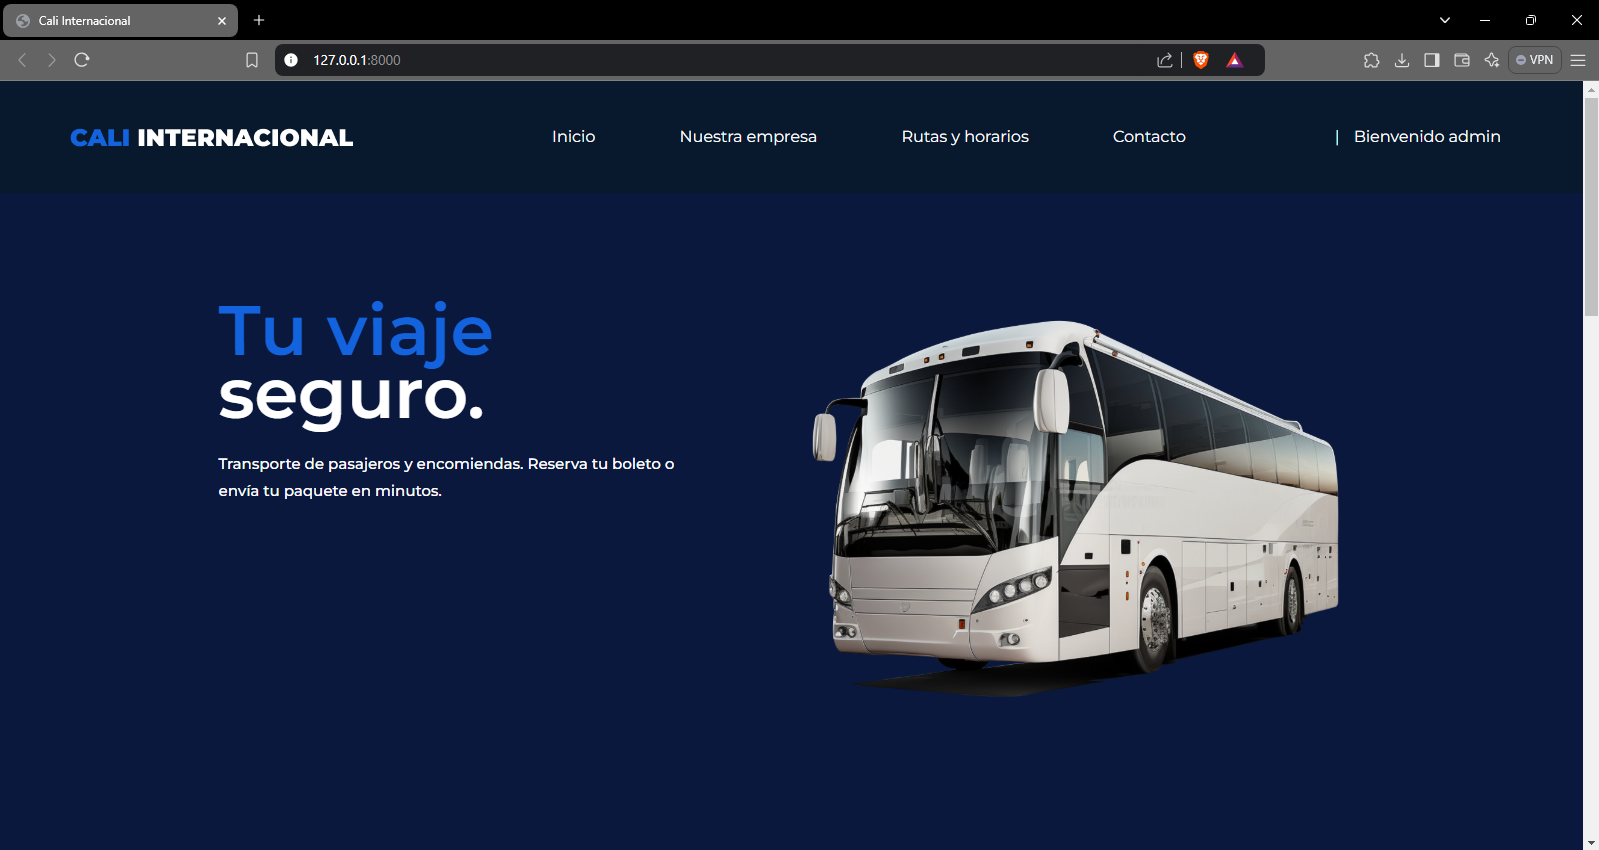 Cali Internacional
127.0.0.1:8000
VPN
CALI INTERNACIONAL
Inicio
Nuestra empresa
Rutas y horarios
Contacto
| Bienvenido admin
Tu viaje
seguro.
Transporte de pasajeros y encomiendas. Reserva tu boleto o
envía tu paquete en minutos.